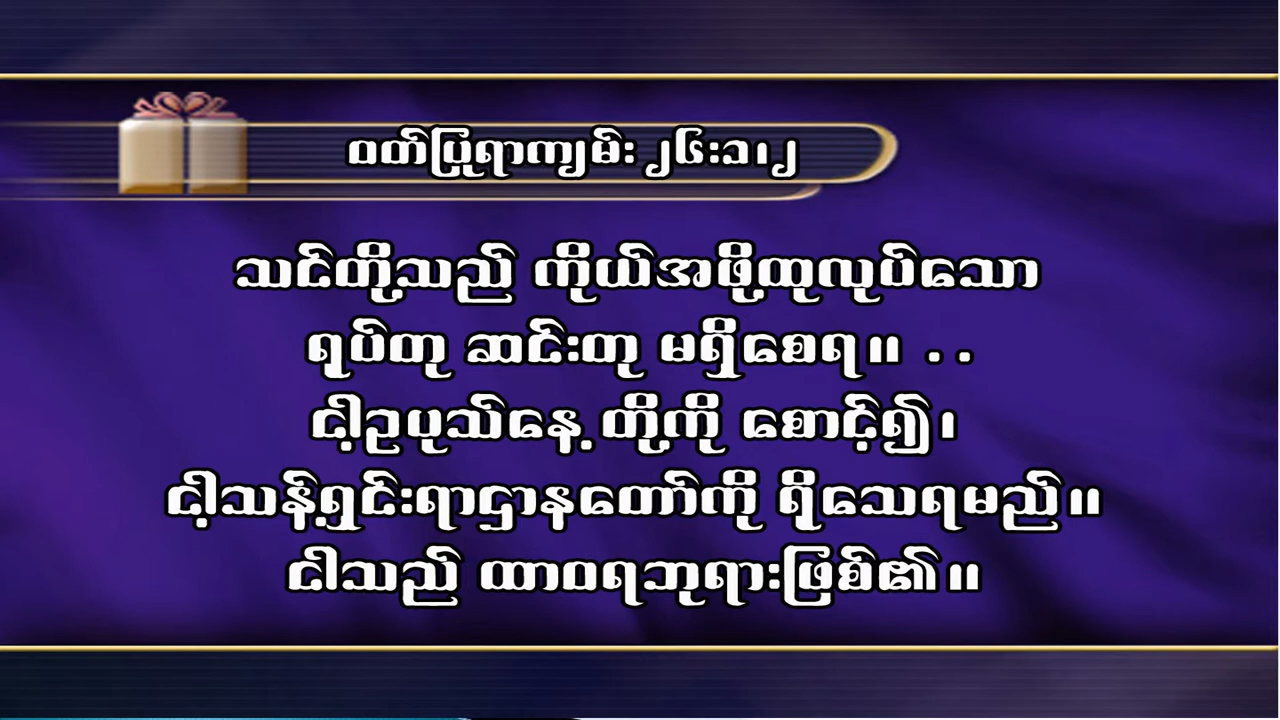 ဝတ်ပြုရာကျမ်း ၂၆:၁၊၂
သင်တို့သည် ကိုယ်အဖို့ထုလုပ်သော
ရုပ်တု ဆင်းတု မရှိစေရ။ . .
ငါ့ဥပုသ်နေ့ တို့ကို စောင့်၍၊
ငါ့သန့်ရှင်းရာဌာနတော်ကို ရိုသေရမည်။
ငါသည် ထာဝရဘုရားဖြစ်၏။